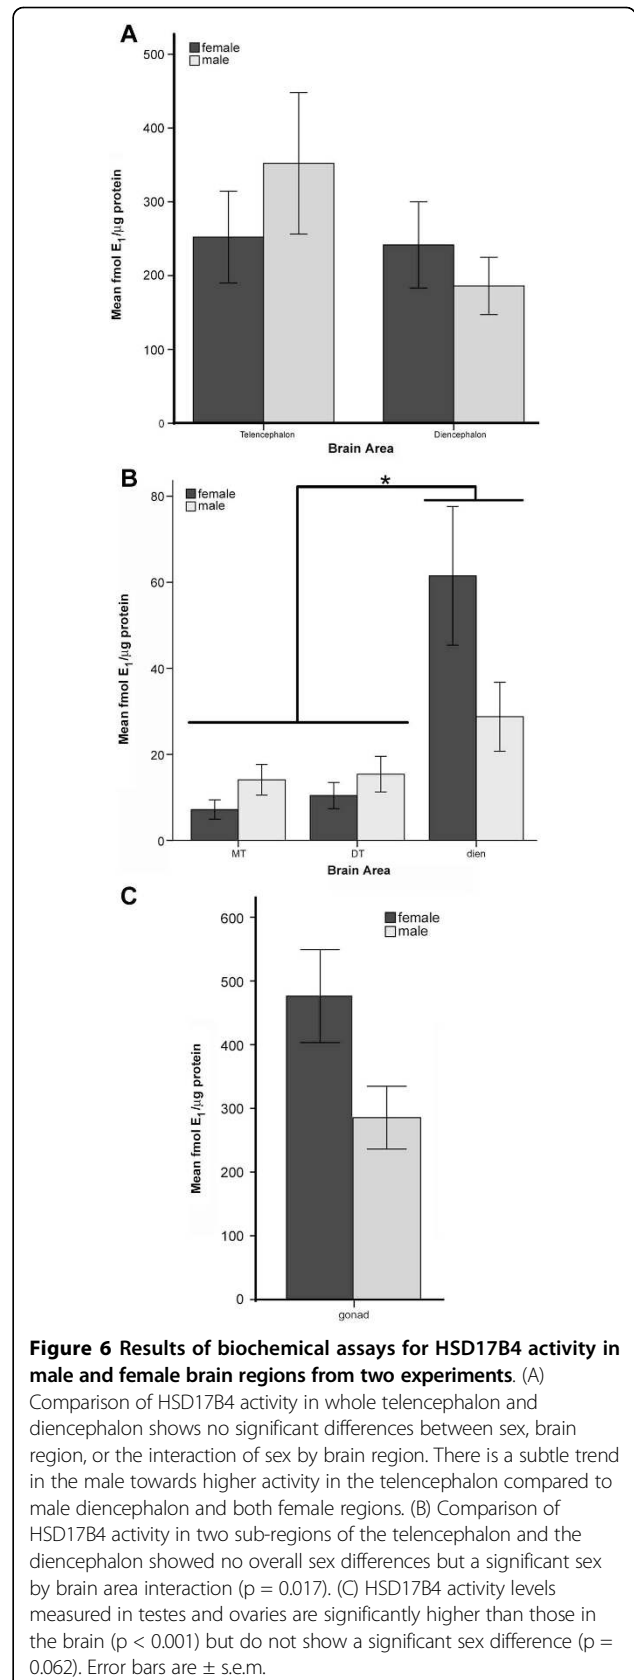 A
500
female
male
400
300
200
100
0
Mean fmol E₁/µg protein
Telencephalon
Diencephalon
Brain Area
B
80
female
male
*
60
40
20
0
Mean fmol E₁/µg protein
MT
DT
dien
Brain Area
C
600
female
male
500
400
300
200
100
0
Mean fmol E₁/µg protein
gonad
Figure 6 Results of biochemical assays for HSD17B4 activity in
male and female brain regions from two experiments. (A)
Comparison of HSD17B4 activity in whole telencephalon and
diencephalon shows no significant differences between sex, brain
region, or the interaction of sex by brain region. There is a subtle trend
in the male towards higher activity in the telencephalon compared to
male diencephalon and both female regions. (B) Comparison of
HSD17B4 activity in two sub-regions of the telencephalon and the
diencephalon showed no overall sex differences but a significant sex
by brain area interaction (p = 0.017). (C) HSD17B4 activity levels
measured in testes and ovaries are significantly higher than those in
the brain (p < 0.001) but do not show a significant sex difference (p =
0.062). Error bars are ± s.e.m.